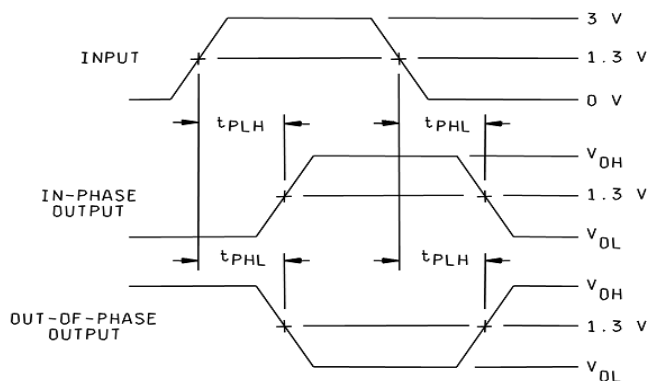 3 V
INPUT
1.3 V
0 V
tPLH
tPHL
VOH
IN-PHASE
OUTPUT
1.3 V
VOL
tPHL
tPLH
VOH
OUT-OF-PHASE
OUTPUT
1.3 V
VOL